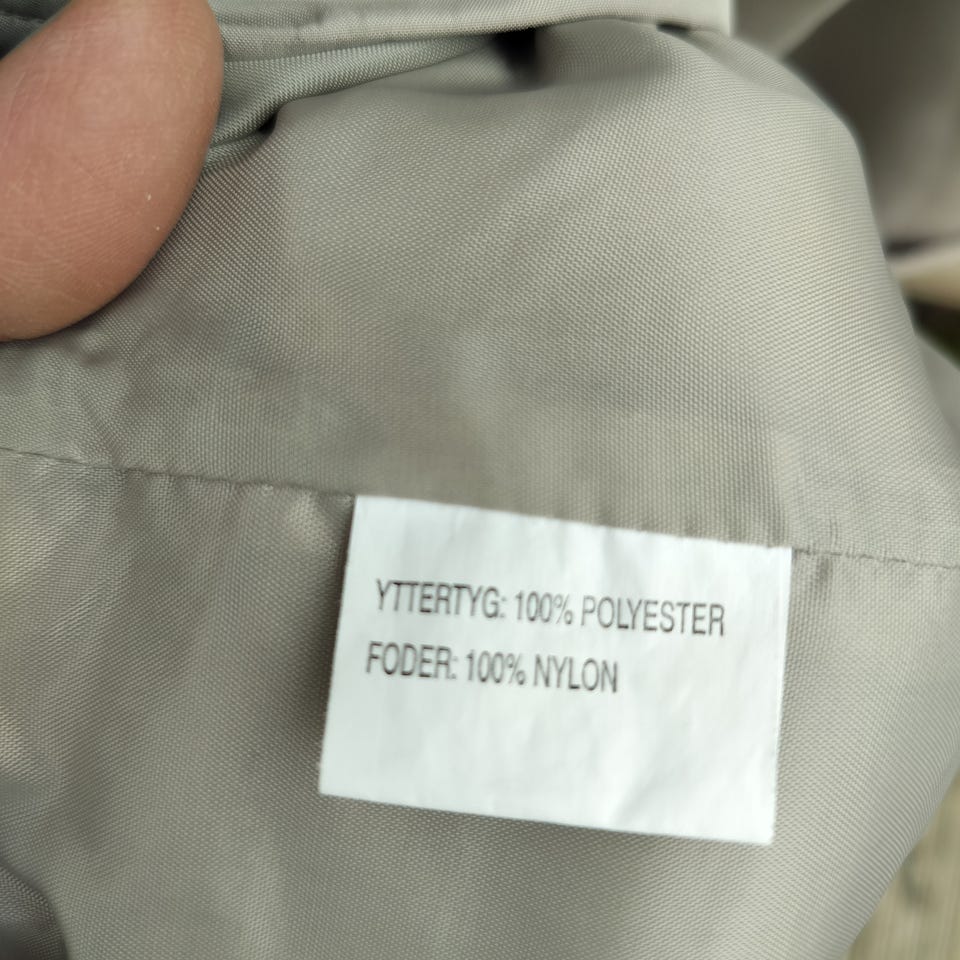 YTTERTYG: 100% POLYESTER
FODER: 100% NYLON